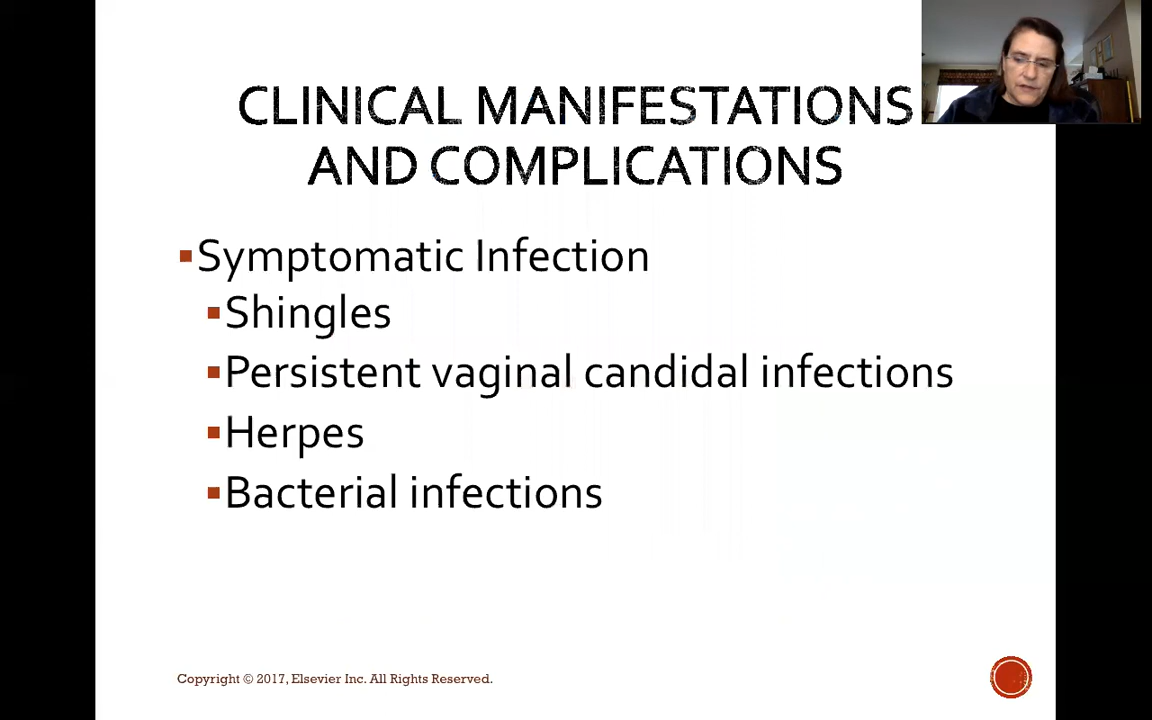 CLINICAL MANIFESTATIONS
AND COMPLICATIONS
▪Symptomatic Infection
▪Shingles
▪Persistent vaginal candidal infections
▪Herpes
▪Bacterial infections
Copyright © 2017, Elsevier Inc. All Rights Reserved.